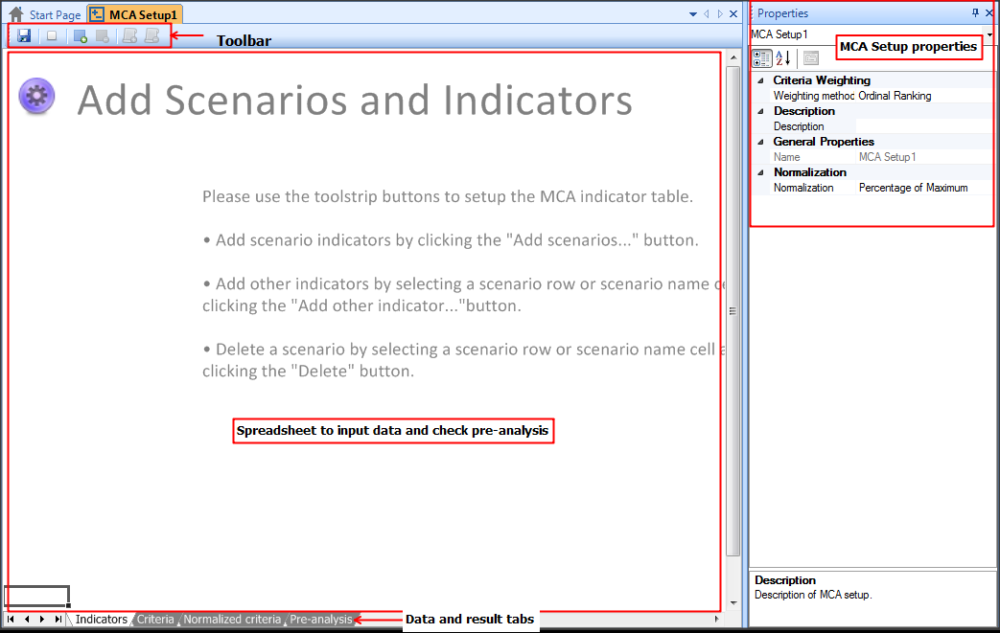 Start Page
MCA Setup1
Toolbar
Add Scenarios and Indicators
Please use the toolstrip buttons to setup the MCA indicator table.
• Add scenario indicators by clicking the "Add scenarios..." button.
• Add other indicators by selecting a scenario row or scenario name ce
clicking the "Add other indicator..."button.
• Delete a scenario by selecting a scenario row or scenario name cell a
clicking the "Delete" button.
Spreadsheet to input data and check pre-analysis
Indicators Criteria Normalized criteria Pre-analysis
Data and result tabs
Properties
MCA Setup1
MCA Setup properties
Criteria Weighting
Weighting method Ordinal Ranking
Description
Description
General Properties
Name MCA Setup1
Normalization
Normalization Percentage of Maximum
Description
Description of MCA setup.